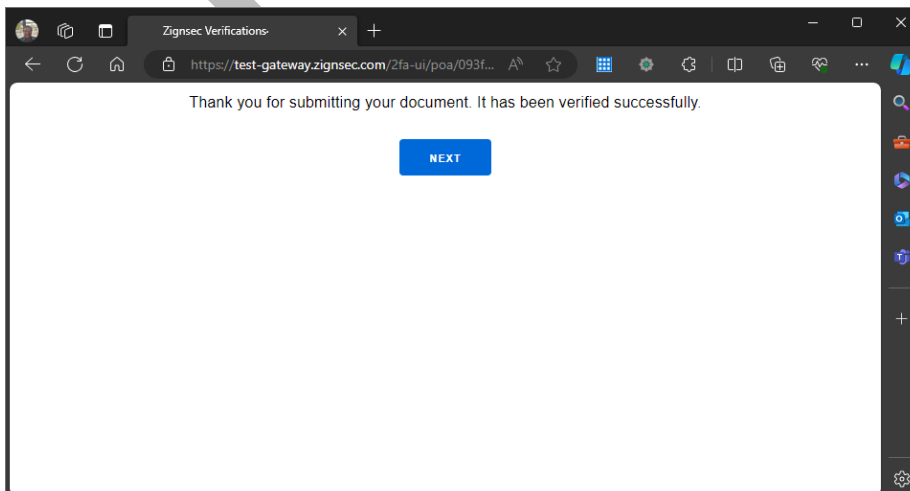 Zignsec Verifications-
https://test-gateway.zignsec.com/2fa-ui/poa/093f...
Thank you for submitting your document. It has been verified successfully.
NEXT